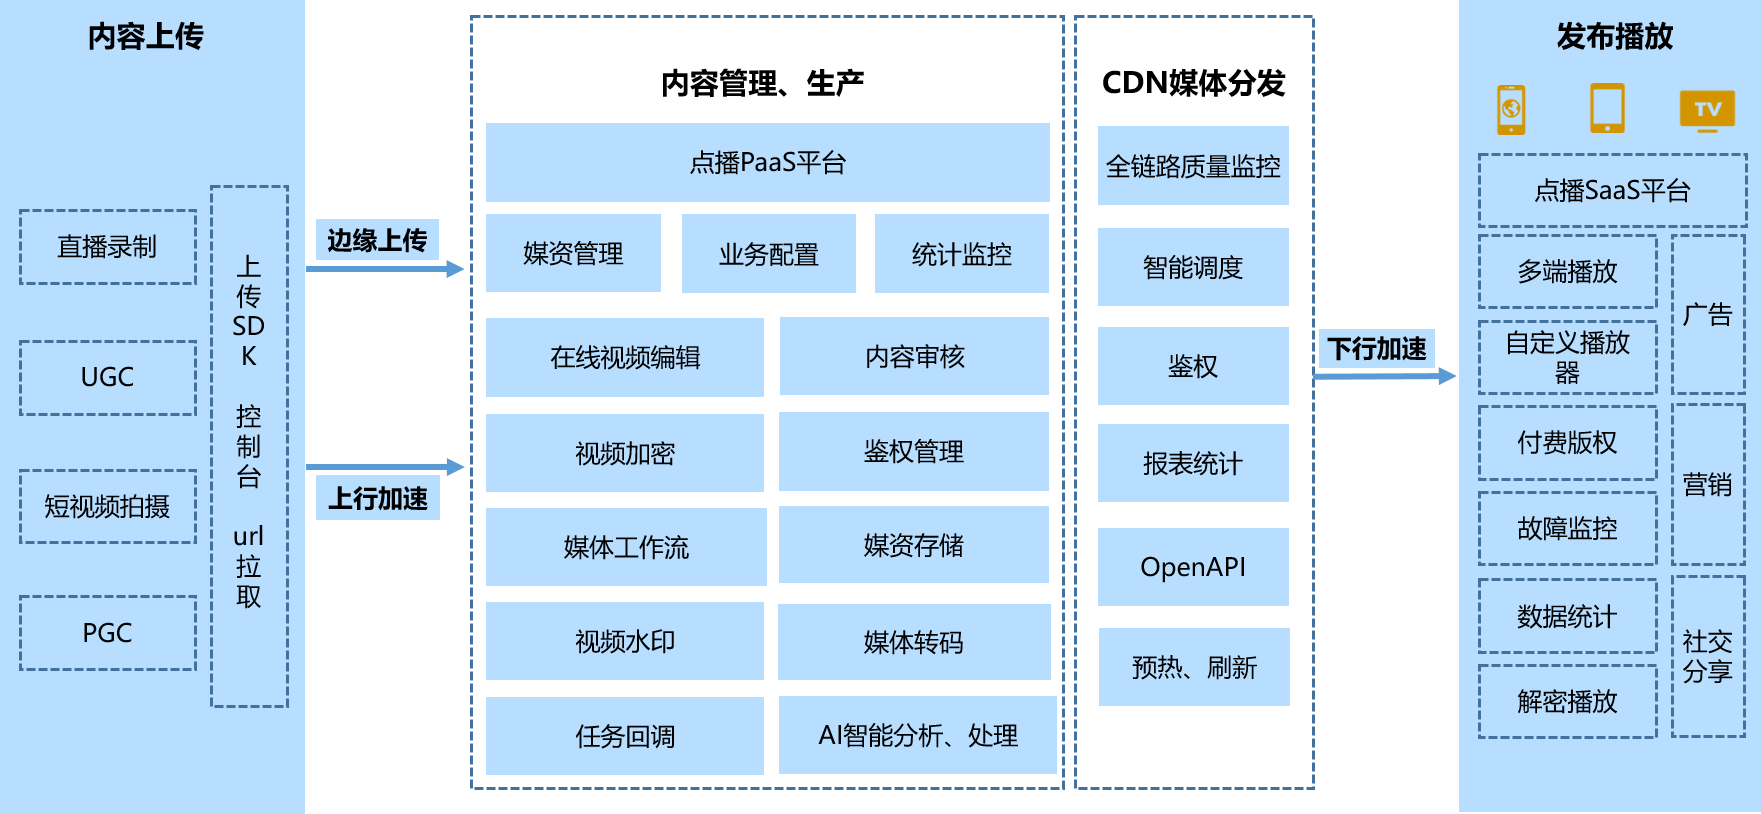 内容上传
直播录制
UGC
短视频拍摄
PGC
上
传
SD
K
控
制
台
url
拉
取
边缘上传
上行加速
内容管理、生产
点播PaaS平台
媒资管理
业务配置
统计监控
在线视频编辑
内容审核
视频加密
鉴权管理
媒体工作流
媒资存储
视频水印
媒体转码
任务回调
AI智能分析、处理
CDN媒体分发
全链路质量监控
智能调度
鉴权
报表统计
OpenAPI
预热、刷新
下行加速
发布播放
TV
点播SaaS平台
多端播放
自定义播放
器
付费版权
故障监控
数据统计
解密播放
广告
营销
社交
分享